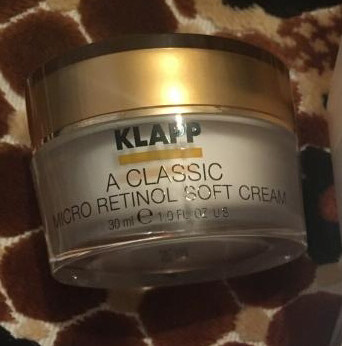 KLAPP
A CLASSIC
MICRO RETINOL SOFT CREAM
30 ml ℮ 1.0 FL OZ US